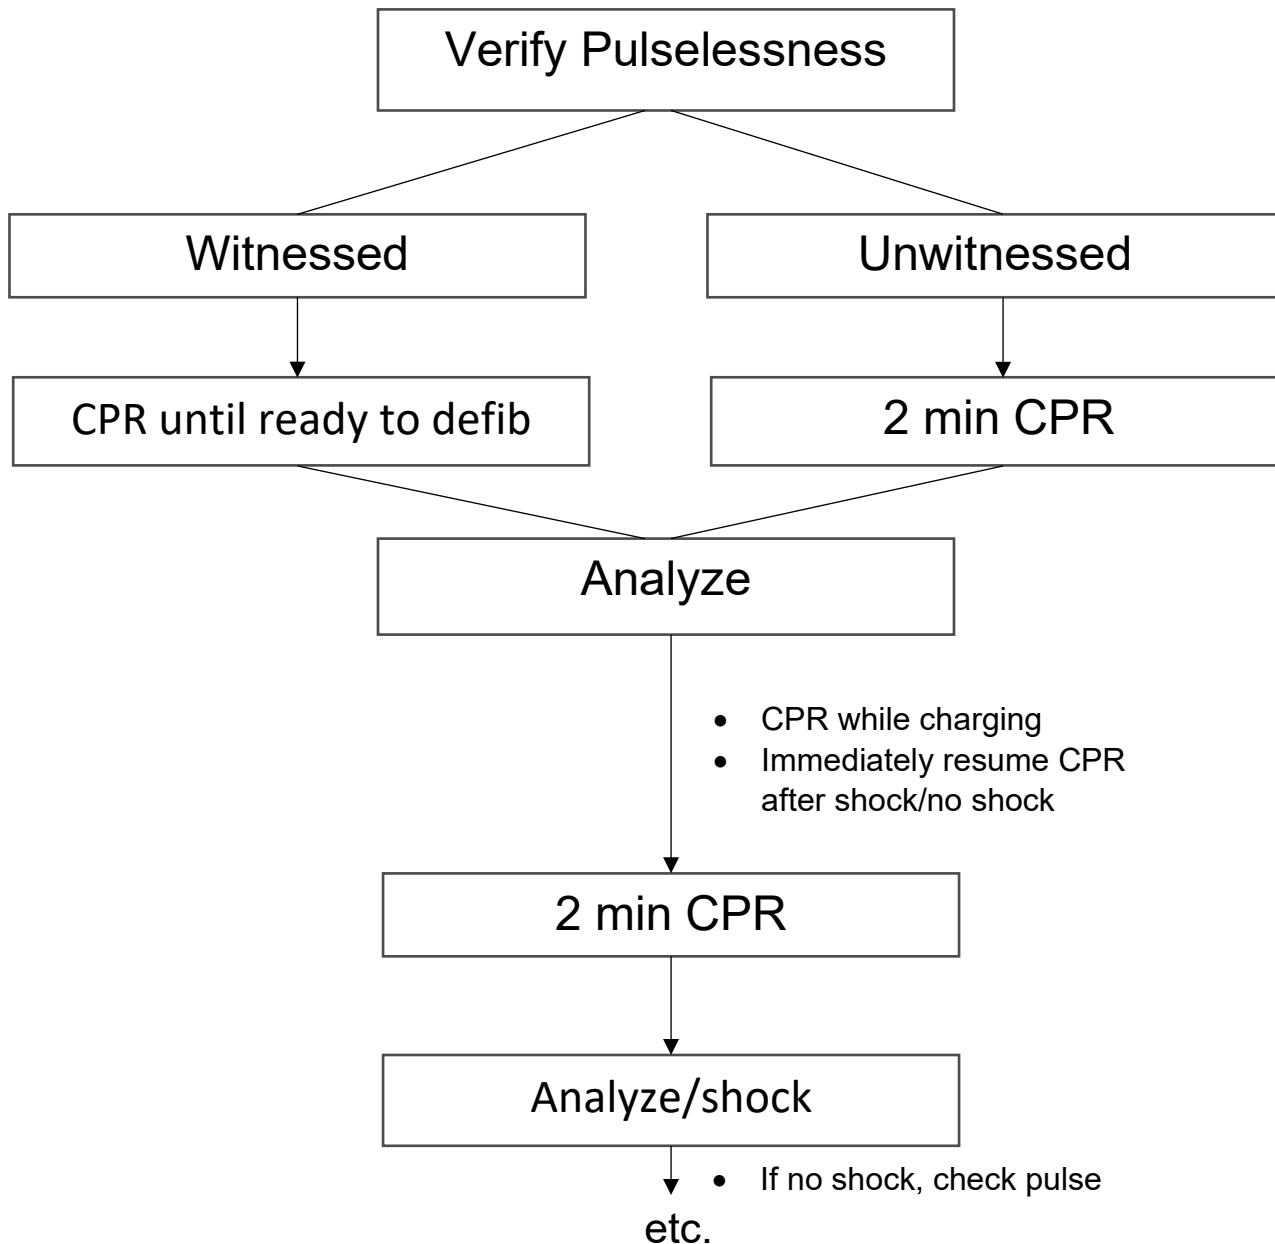 Verify Pulselessness
Witnessed
Unwitnessed
CPR until ready to defib
2 min CPR
Analyze
• CPR while charging
• Immediately resume CPR
after shock/no shock
2 min CPR
Analyze/shock
• If no shock, check pulse
etc.